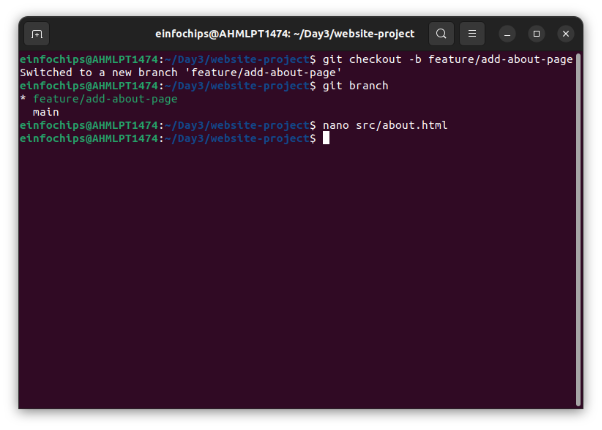 einfochips@AHMLPT1474: ~/Day3/website-project
einfochips@AHMLPT1474:~/Day3/website-project$ git checkout -b feature/add-about-page
Switched to a new branch 'feature/add-about-page'
einfochips@AHMLPT1474:~/Day3/website-project$ git branch
* feature/add-about-page
  main
einfochips@AHMLPT1474:~/Day3/website-project$ nano src/about.html
einfochips@AHMLPT1474:~/Day3/website-project$